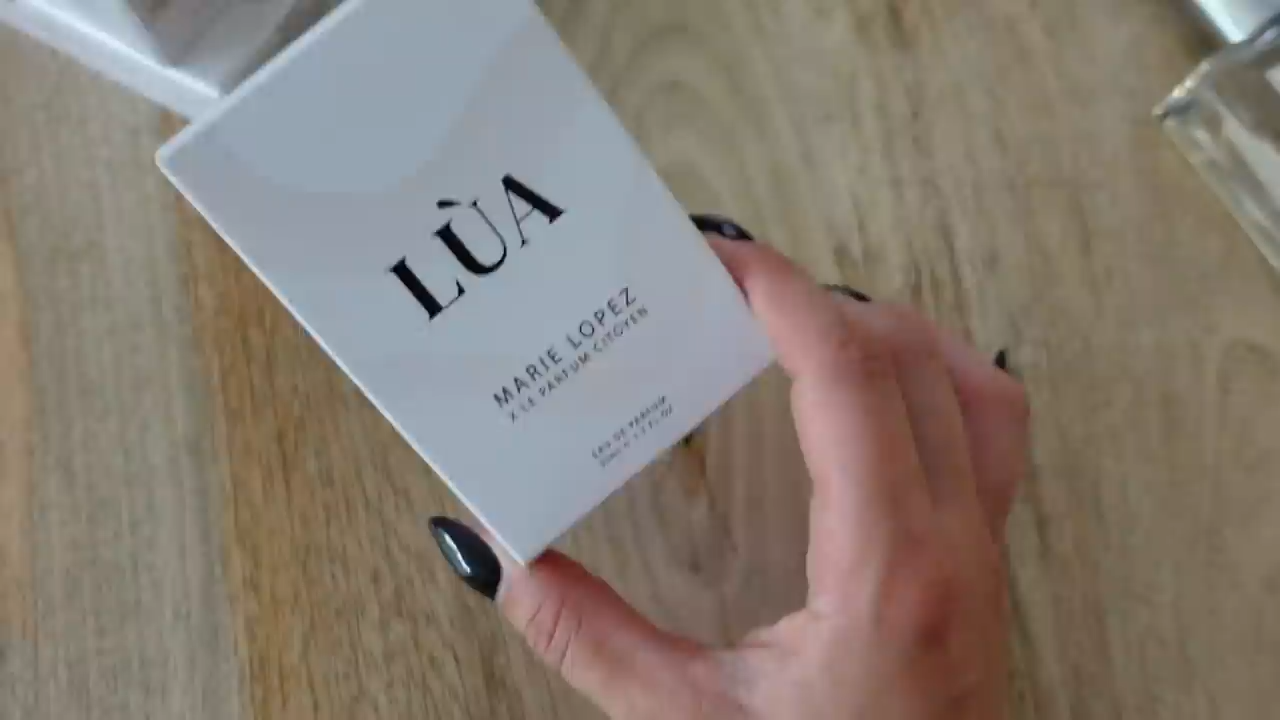 LÙA
MARIE LOPEZ
X LE PARFUM CITOYEN
EAU DE PARFUM